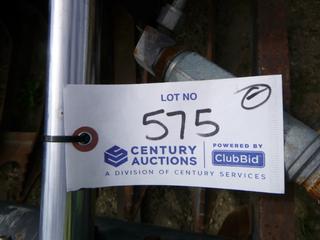 LOT NO
575
CENTURY
AUCTIONS
POWERED BY
ClubBid
A DIVISION OF CENTURY SERVICES